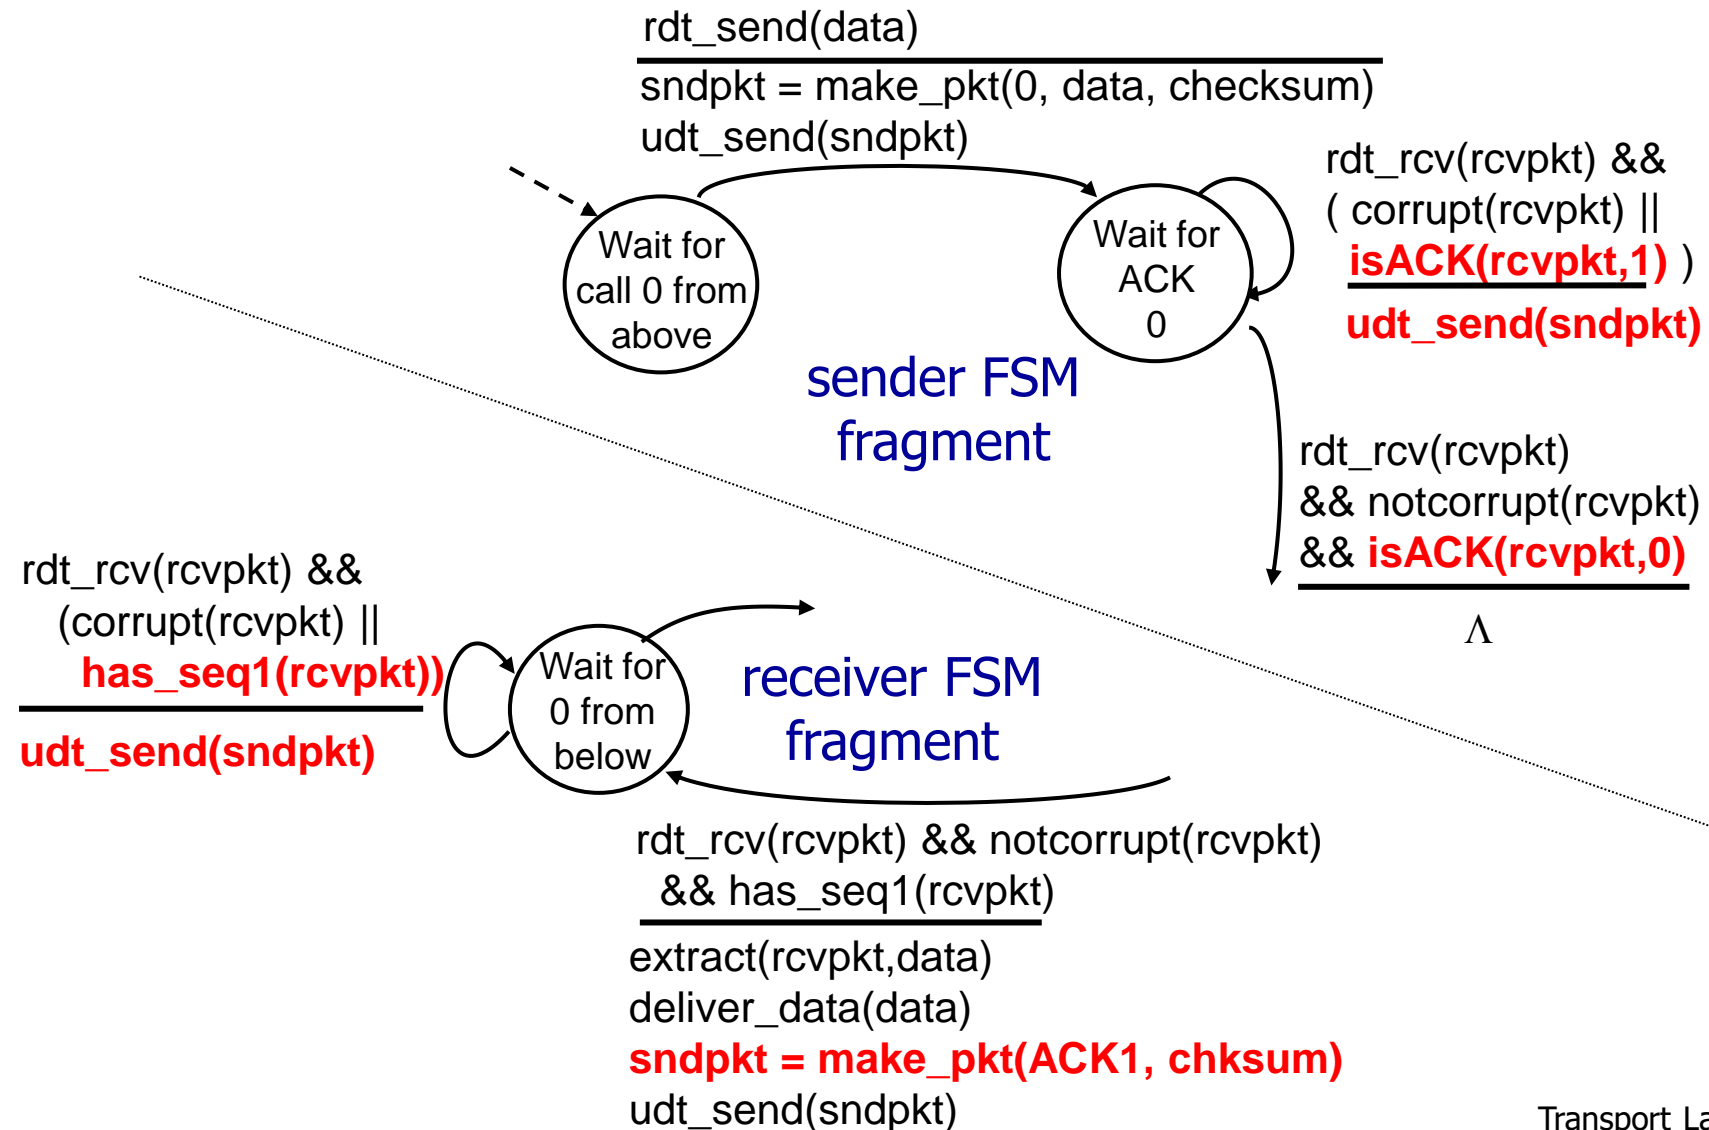 rdt_send(data)
sndpkt = make_pkt(0, data, checksum)
udt_send(sndpkt)
rdt_rcv(rcvpkt) &&
( corrupt(rcvpkt) ||
isACK(rcvpkt,1) )
udt_send(sndpkt)
Wait for
call 0 from
above
Wait for
ACK
0
sender FSM
fragment
rdt_rcv(rcvpkt)
&& notcorrupt(rcvpkt)
&& isACK(rcvpkt,0)
Λ
rdt_rcv(rcvpkt) &&
(corrupt(rcvpkt) ||
has_seq1(rcvpkt))
udt_send(sndpkt)
Wait for
0 from
below
receiver FSM
fragment
rdt_rcv(rcvpkt) && notcorrupt(rcvpkt)
&& has_seq1(rcvpkt)
extract(rcvpkt,data)
deliver_data(data)
sndpkt = make_pkt(ACK1, chksum)
udt_send(sndpkt)
Transport La